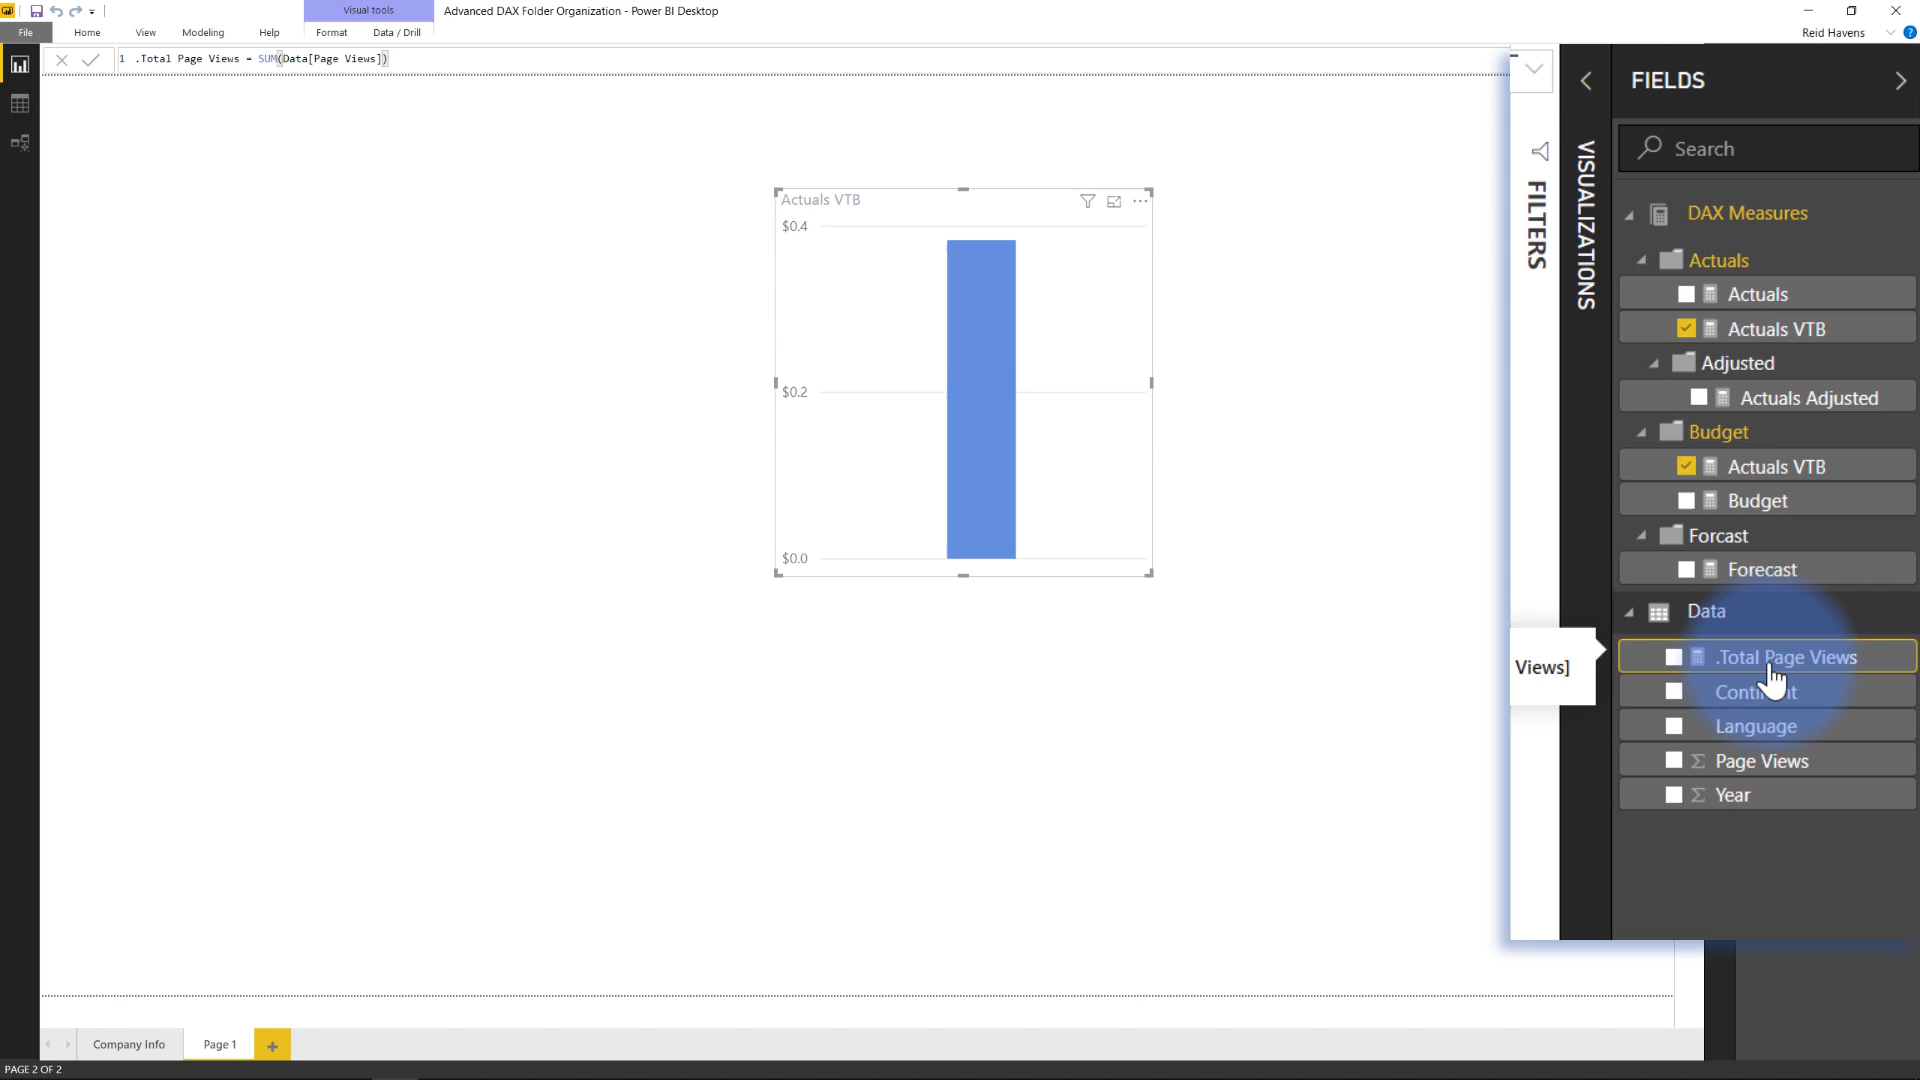 Visual tools
Advanced DAX Folder Organization - Power BI Desktop
File Home View Modeling Help Format Data / Drill
Reid Havens
?
1 .Total Page Views = SUM(Data[Page Views])
Actuals VTB
$0.4
$0.2
$0.0
FILTERS
VISUALIZATIONS
FIELDS
Search
DAX Measures
Actuals
Actuals
Actuals VTB
Adjusted
Actuals Adjusted
Budget
Actuals VTB
Budget
Forcast
Forecast
Data
Views]
.Total Page Views
Continent
Language
Σ Page Views
Σ Year
Company Info Page 1 +
PAGE 2 OF 2